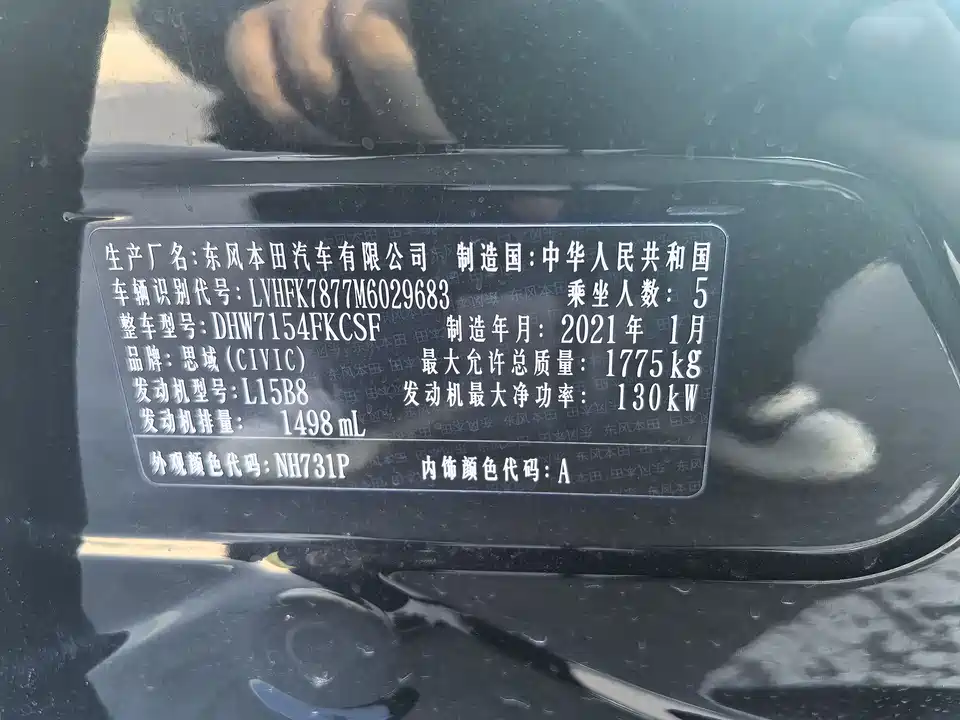 生产厂名:东风本田汽车有限公司 制造国:中华人民共和国
车辆识别代号:LVHFK7877M6029683 乘坐人数: 5
整车型号:DHW7154FKCSF 制造年月: 2021年 1月
品牌: 思域(CIVIC) 最大允许总质量: 1775kg
发动机型号:L15B8 发动机最大净功率: 130kW
发动机排量: 1498mL
外观颜色代码:NH731P 内饰颜色代码:A